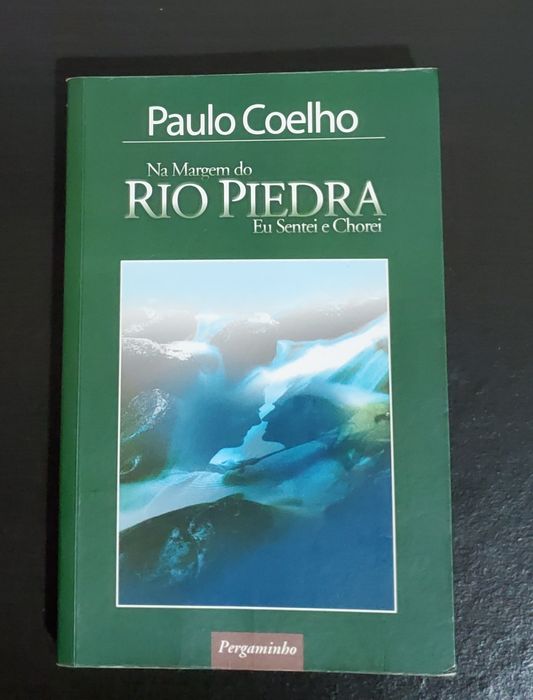 Paulo Coelho
Na Margem do
RIO PIEDRA
Eu Sentei e Chorei
Pergaminho